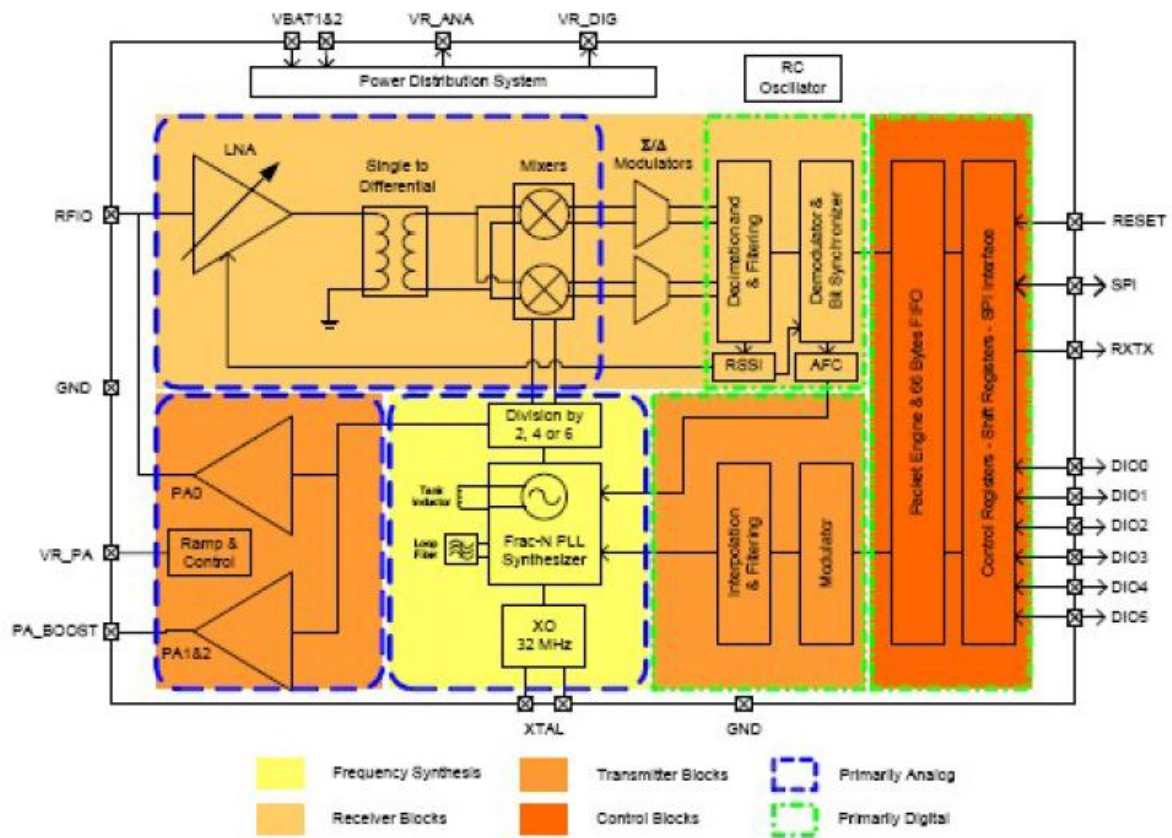 VBAT1&2
VR_ANA
VR_DIG
Power Distribution System
RC
Oscillator
LNA
Single to
Differential
Mixers
Σ/Δ
Modulators
Decimation and
& Filtering
Demodulator &
Bit Synchronizer
RSSI
AFC
Packet Engine & 66 Bytes FIFO
Control Registers - Shift Registers - SPI Interface
RFIO
GND
RESET
SPI
RXTX
Division by
2, 4 or 6
PA0
Tank
Inductor
Loop
Filter
Frac-N PLL
Synthesizer
Interpolation
& Filtering
Modulator
Ramp &
Control
VR_PA
PA_BOOST
PA1&2
XO
32 MHz
DIO0
DIO1
DIO2
DIO3
DIO4
DIO5
XTAL
GND
Frequency Synthesis
Transmitter Blocks
Primarily Analog
Receiver Blocks
Control Blocks
Primarily Digital